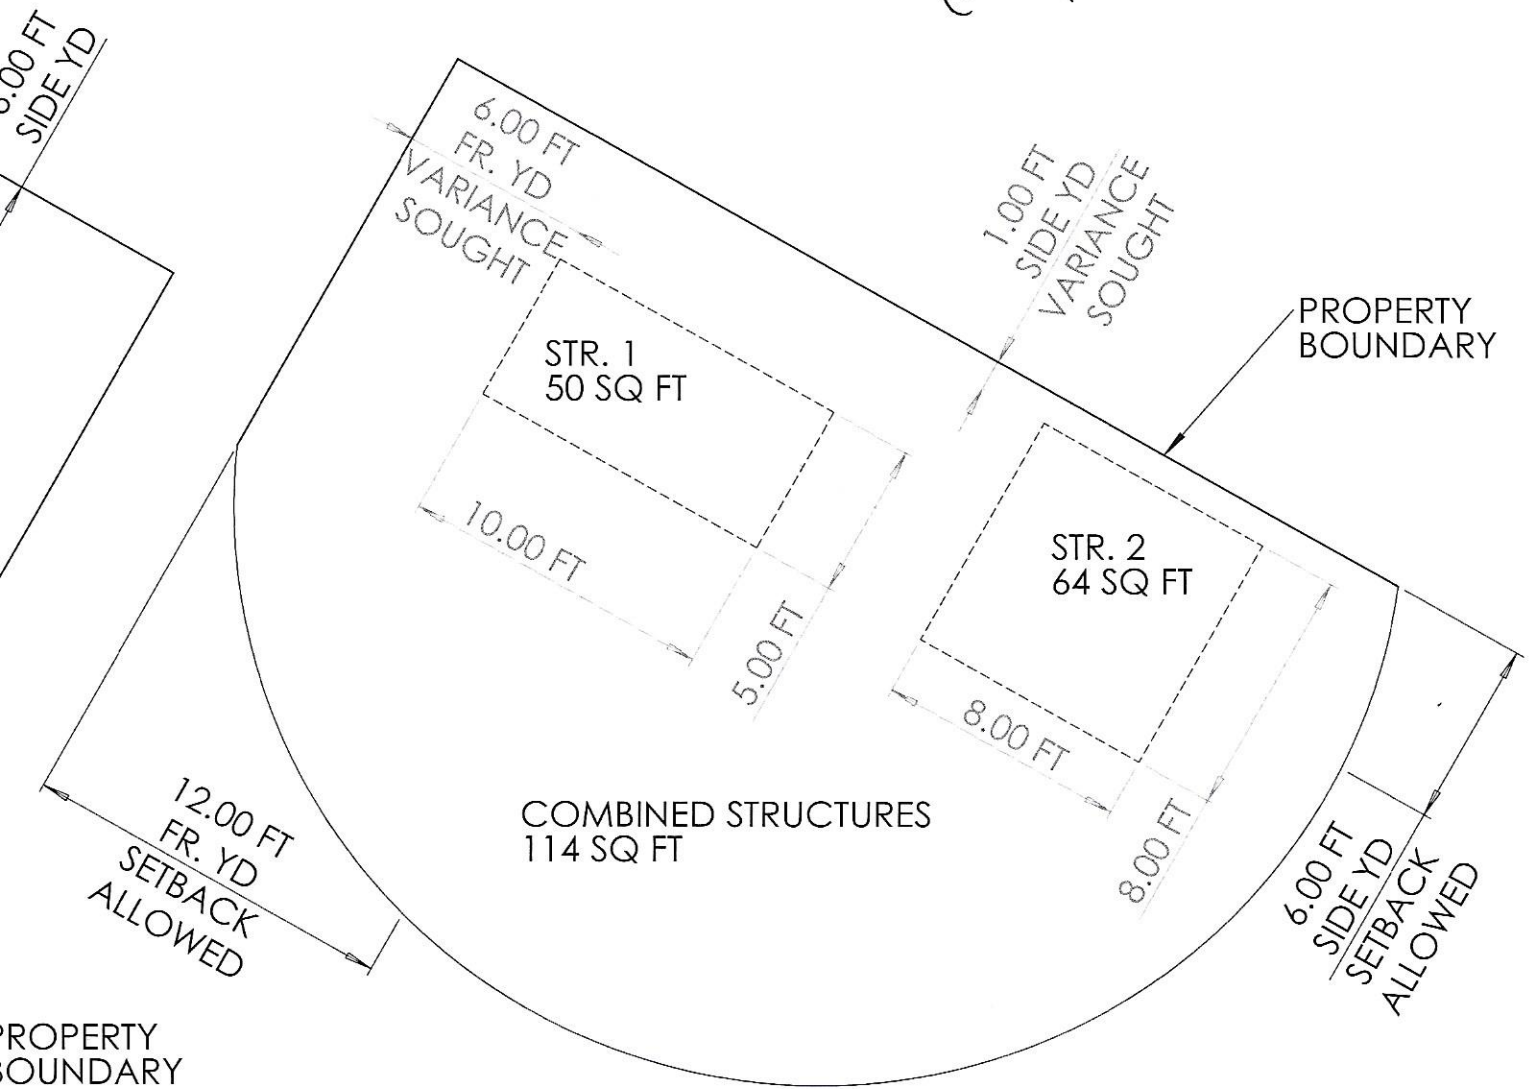 SIDE YD
6.00 FT
FR. YD
VARIANCE
SOUGHT
1.00 FT
SIDE YD
VARIANCE
SOUGHT
PROPERTY
BOUNDARY
STR. 1
50 SQ FT
10.00 FT
5.00 FT
STR. 2
64 SQ FT
8.00 FT
8.00 FT
12.00 FT
FR. YD
SETBACK
ALLOWED
COMBINED STRUCTURES
114 SQ FT
6.00 FT
SIDE YD
SETBACK
ALLOWED
PROPERTY
BOUNDARY